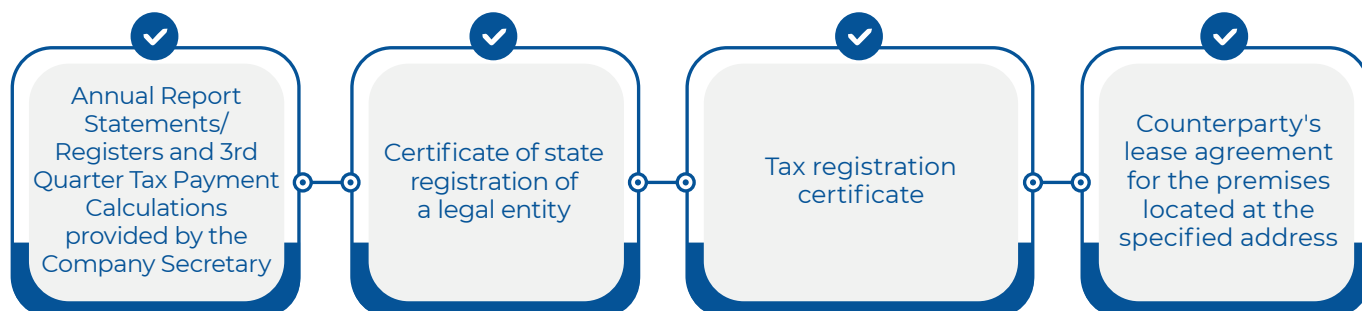 Annual Report
Statements/
Registers and 3rd
Quarter Tax Payment
Calculations
provided by the
Company Secretary
Certificate of state
registration of
a legal entity
Tax registration
certificate
Counterparty's
lease agreement
for the premises
located at the
specified address